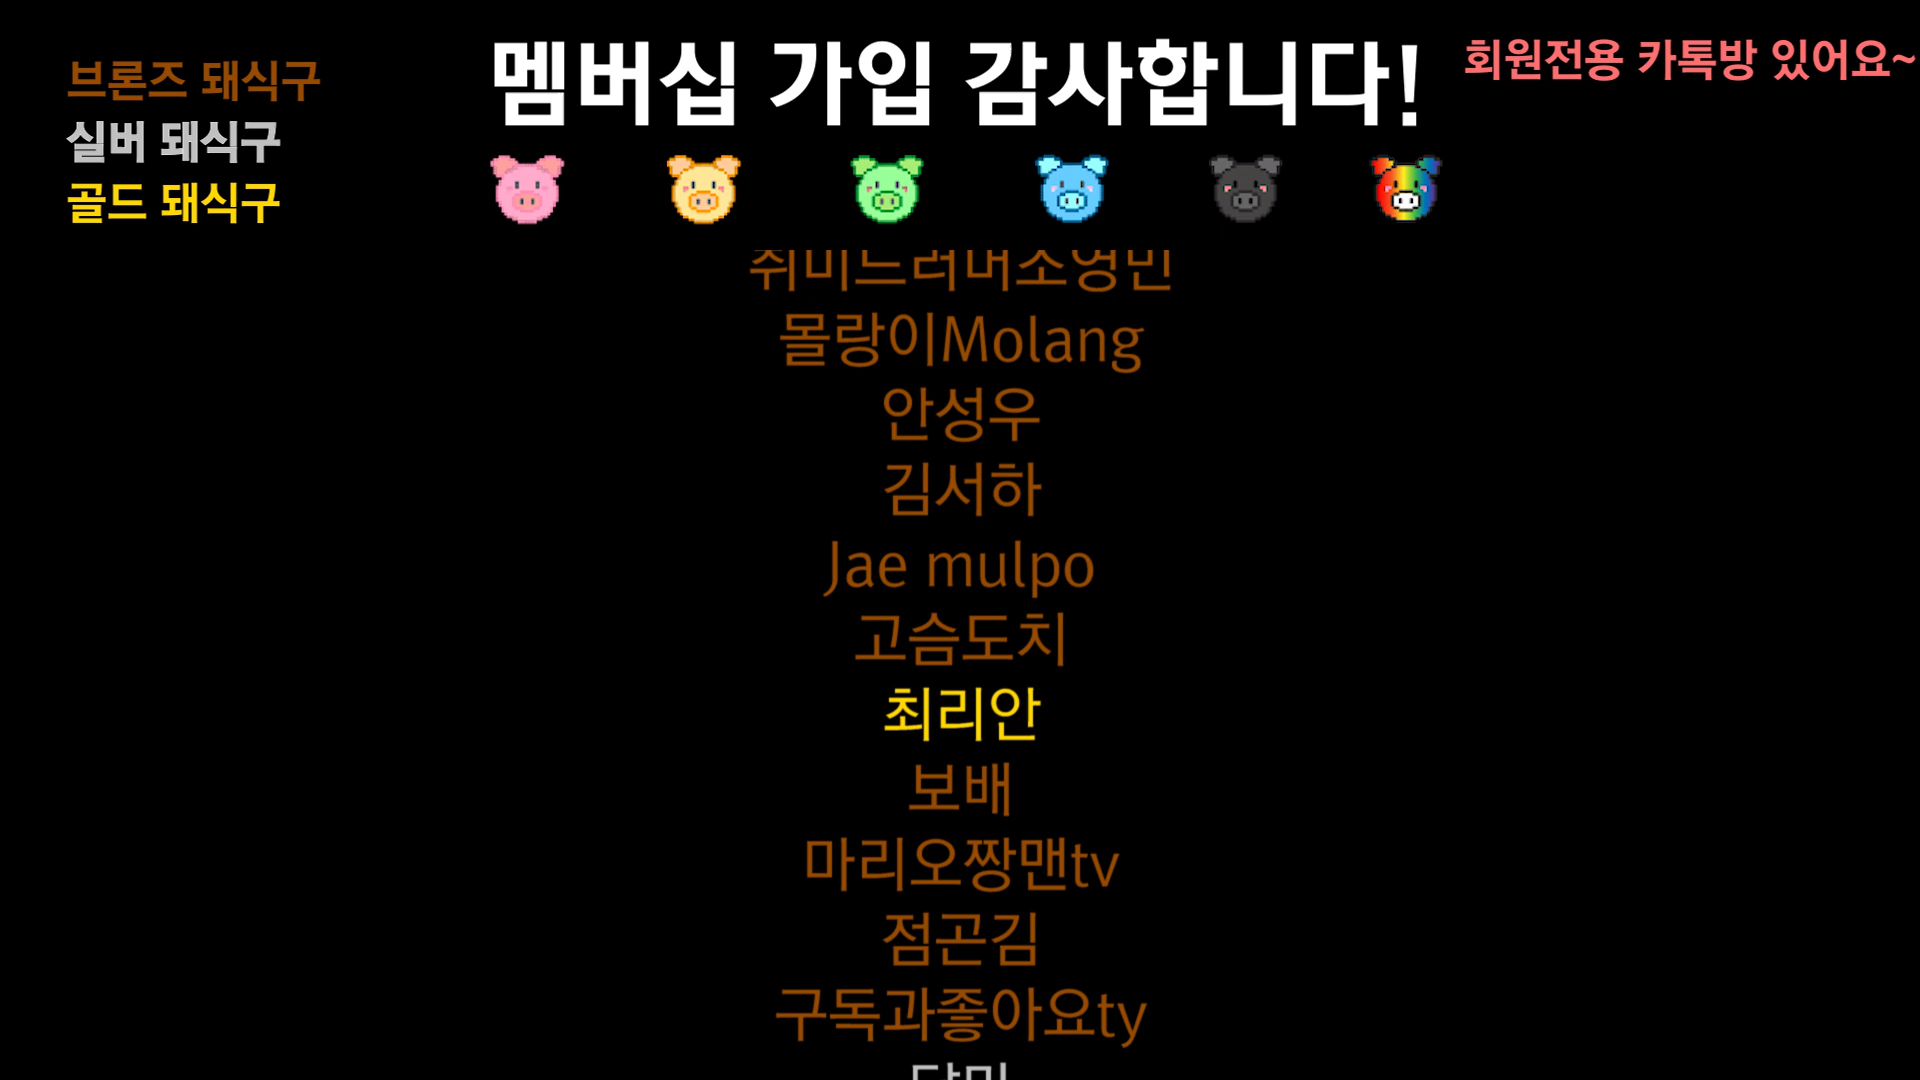 브론즈 돼식구
실버 돼식구
골드 돼식구
멤버십 가입 감사합니다!
회원전용 카톡방 있어요~
몰랑이Molang
안성우
김서하
Jae mulpo
고슴도치
최리안
보배
마리오짱맨tv
점곤김
구독과좋아요ty